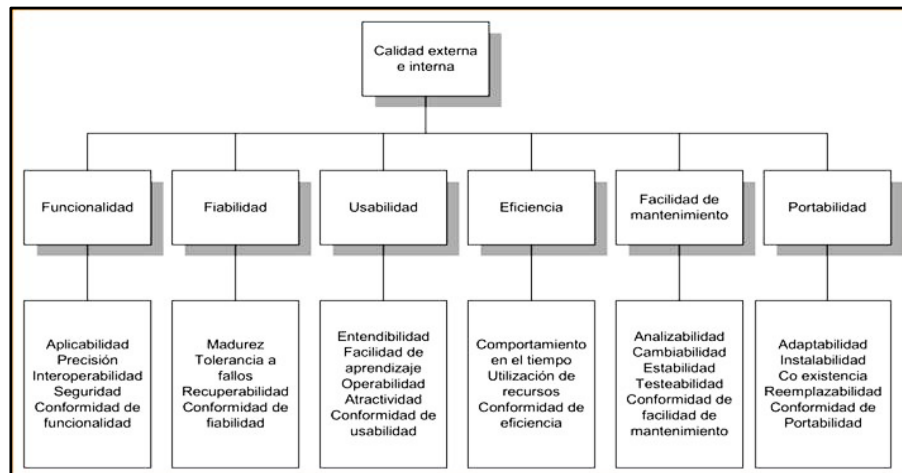 Calidad externa
e interna
Funcionalidad
Fiabilidad
Usabilidad
Eficiencia
Facilidad de
mantenimiento
Portabilidad
Aplicabilidad
Precisión
Interoperabilidad
Seguridad
Conformidad de
funcionalidad
Madurez
Tolerancia a
fallos
Recuperabilidad
Conformidad de
fiabilidad
Entendibilidad
Facilidad de
aprendizaje
Operabilidad
Atractividad
Conformidad de
usabilidad
Comportamiento
en el tiempo
Utilización de
recursos
Conformidad de
eficiencia
Analizabilidad
Cambiabilidad
Estabilidad
Testeabilidad
Conformidad de
facilidad de
mantenimiento
Adaptabilidad
Instalabilidad
Co existencia
Reemplazabilidad
Conformidad de
Portabilidad